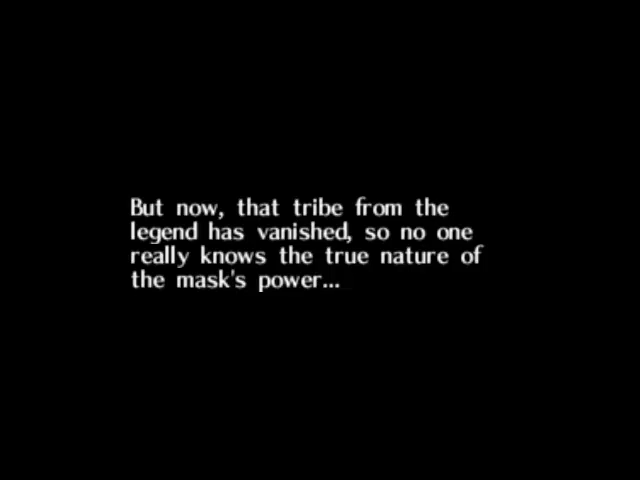 But now, that tribe from the
legend has vanished, so no one
really knows the true nature of
the mask's power...